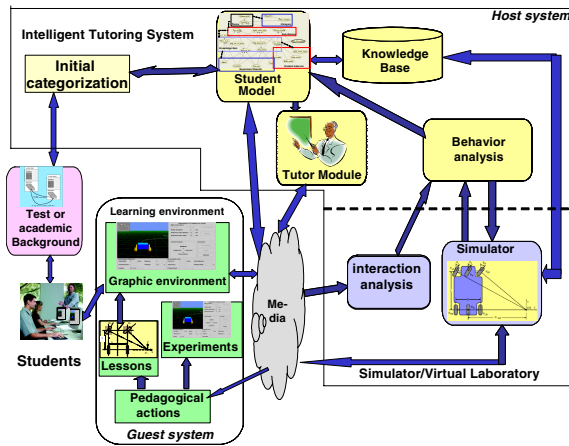 Host system
Intelligent Tutoring System
Initial
categorization
Student
Model
Knowledge
Base
Tutor Module
Behavior
analysis
Test or
academic
Background
Learning environment
Graphic environment
Simulator
interaction
analysis
Me-
dia
Students
Lessons
Experiments
Pedagogical
actions
Simulator/Virtual Laboratory
Guest system